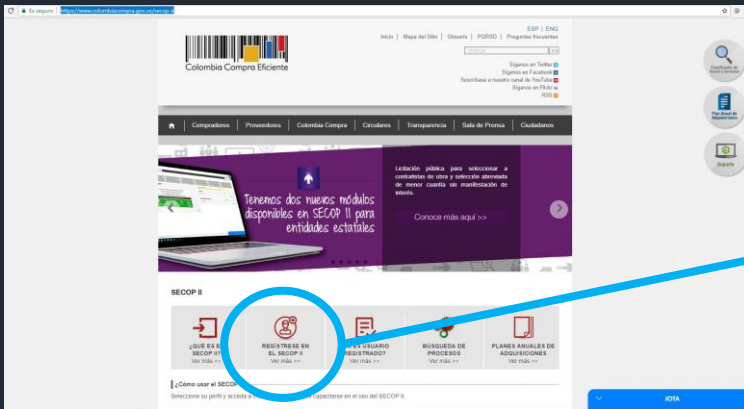 Es seguro | https://www.colombiacompra.gov.co/secop-ii
ESP | ENG
Inicio | Mapa del Sitio | Glosario | PQRSD | Preguntas frecuentes
Colombia Compra Eficiente
Síganos en Twitter
Síganos en Facebook
Suscríbase a nuestro canal de YouTube
Síganos en Flickr
RSS
Plan Anual de Adquisiciones
Soporte
Compradores | Proveedores | Colombia Compra | Circulares | Transparencia | Sala de Prensa | Ciudadanos
Tenemos dos nuevos módulos
disponibles en SECOP II para
entidades estatales
Licitación pública para seleccionar a
contratistas de obra y selección abreviada
de menor cuantía sin manifestación de
interés.
Conoce más aquí >>
SECOP II
¿QUÉ ES EL
SECOP II?
Ver más >>
REGÍSTRESE EN
EL SECOP II
Ver más >>
ES USUARIO
REGISTRADO?
Ver más >>
BÚSQUEDA DE
PROCESOS
Ver más >>
PLANES ANUALES DE
ADQUISICIONES
Ver más >>
¿Cómo usar el SECOP
Seleccione su perfil y acceda a capacitarse en el uso del SECOP II.
IOTA